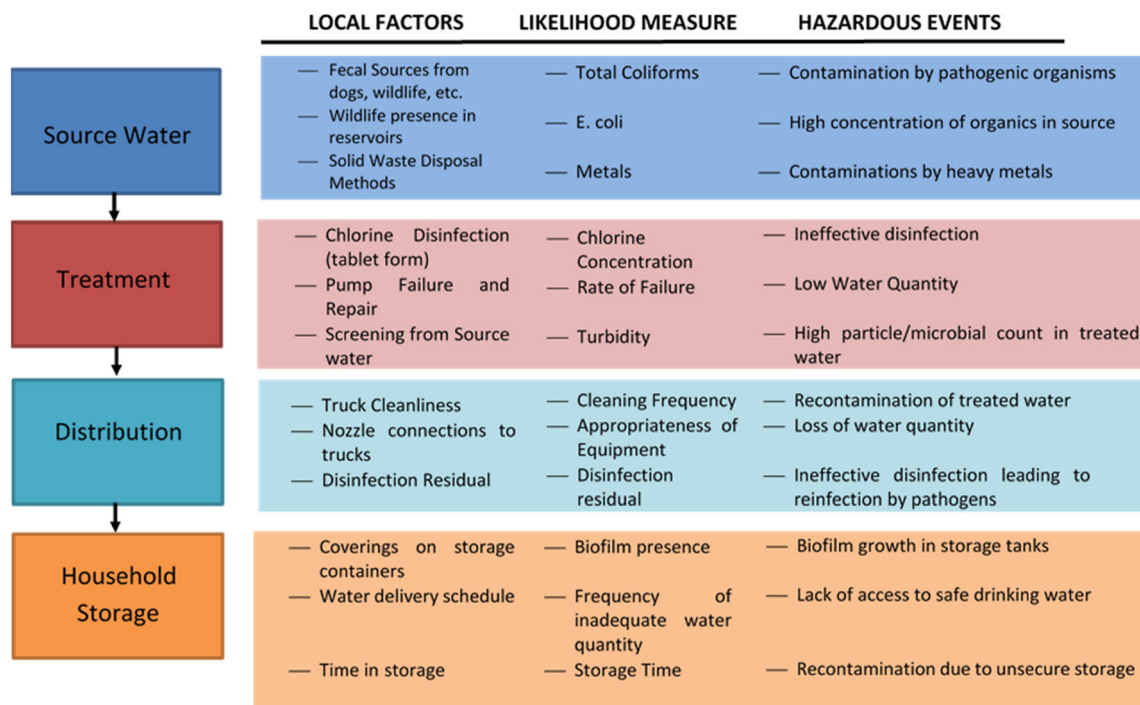 LOCAL FACTORS LIKELIHOOD MEASURE HAZARDOUS EVENTS
Source Water
— Fecal Sources from
dogs, wildlife, etc.
— Wildlife presence in
reservoirs
— Solid Waste Disposal
Methods
— Total Coliforms
— E. coli
— Metals
— Contamination by pathogenic organisms
— High concentration of organics in source
— Contaminations by heavy metals
Treatment
— Chlorine Disinfection
(tablet form)
— Pump Failure and
Repair
— Screening from Source
water
— Chlorine
Concentration
— Rate of Failure
— Turbidity
— Ineffective disinfection
— Low Water Quantity
— High particle/microbial count in treated
water
Distribution
— Truck Cleanliness
— Nozzle connections to
trucks
— Disinfection Residual
— Cleaning Frequency
— Appropriateness of
Equipment
— Disinfection
residual
— Recontamination of treated water
— Loss of water quantity
— Ineffective disinfection leading to
reinfection by pathogens
Household
Storage
— Coverings on storage
containers
— Water delivery schedule
— Time in storage
— Biofilm presence
— Frequency of
inadequate water
quantity
— Storage Time
— Biofilm growth in storage tanks
— Lack of access to safe drinking water
— Recontamination due to unsecure storage